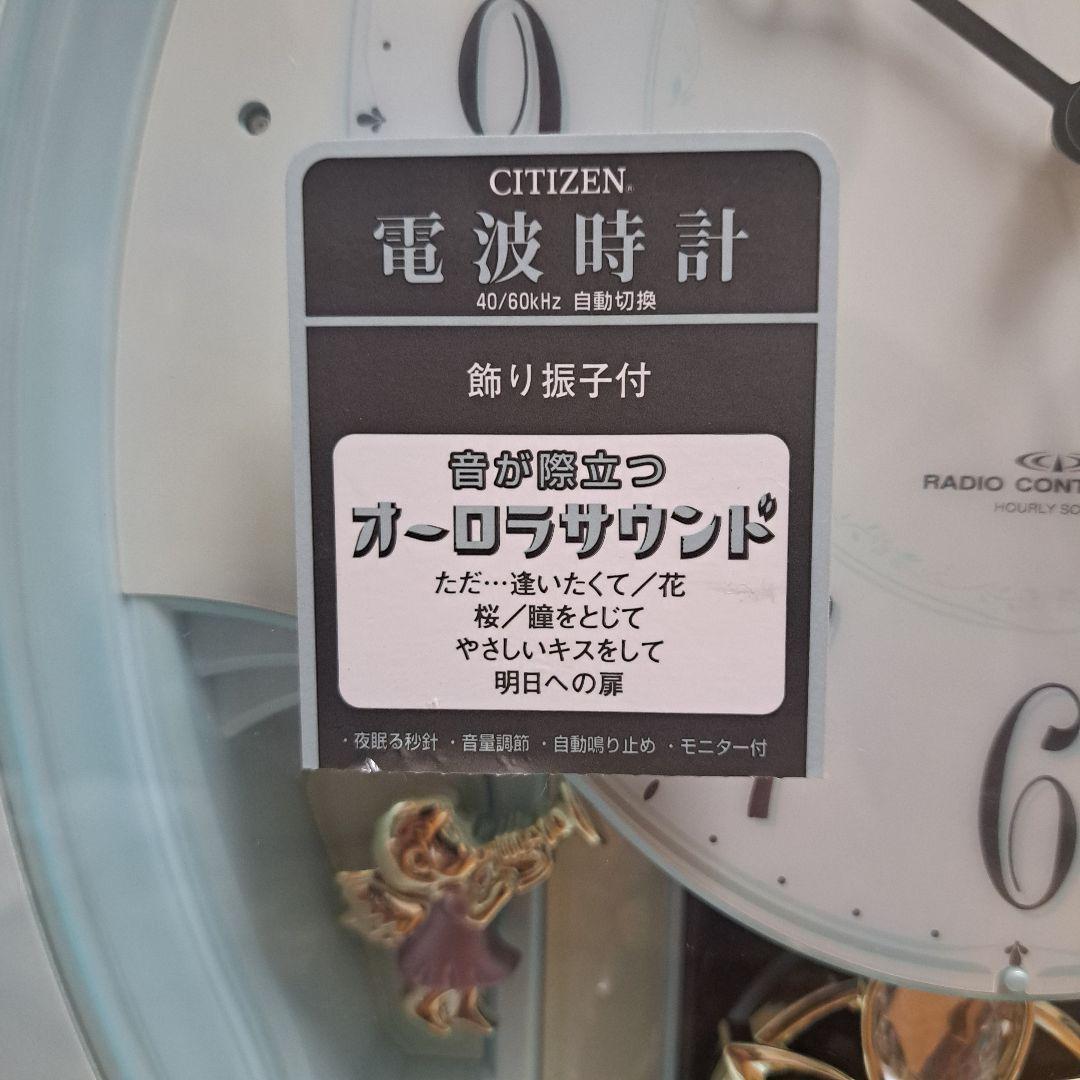 9
CITIZEN®
電波時計
40/60kHz 自動切換
飾り振子付
音が際立つ
オーロラサウンド
ただ…逢いたくて／花
桜／瞳をとじて
やさしいキスをして
明日への扉
・夜眠る秒針 ・音量調節 ・自動鳴り止め ・モニター付
RADIO CONT
HOURLY SO
6